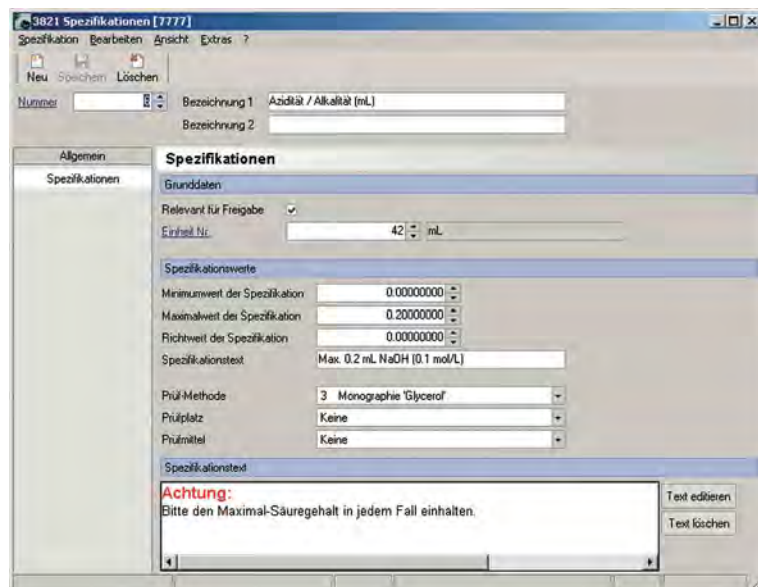 3821 Spezifikationen [7777]
Spezifikation Bearbeiten Ansicht Extras ?
Neu Speichern Löschen
Nummer 6 Bezeichnung 1 Azidität / Alkalität (mL)
Bezeichnung 2
Allgemein
Spezifikationen
Spezifikationen
Grunddaten
Relevant für Freigabe
Einheit Nr. 42 mL
Spezifikationswerte
Minimumwert der Spezifikation 0.00000000
Maximalwert der Spezifikation 0.20000000
Richtwert der Spezifikation 0.00000000
Spezifikationstext Max. 0.2 mL NaOH (0.1 mol/L)
Prüf-Methode 3 Monographie 'Glycerol'
Prüfplatz Keine
Prüfmittel Keine
Spezifikationstext
Achtung:
Bitte den Maximal-Säuregehalt in jedem Fall einhalten.
Text editieren
Text löschen